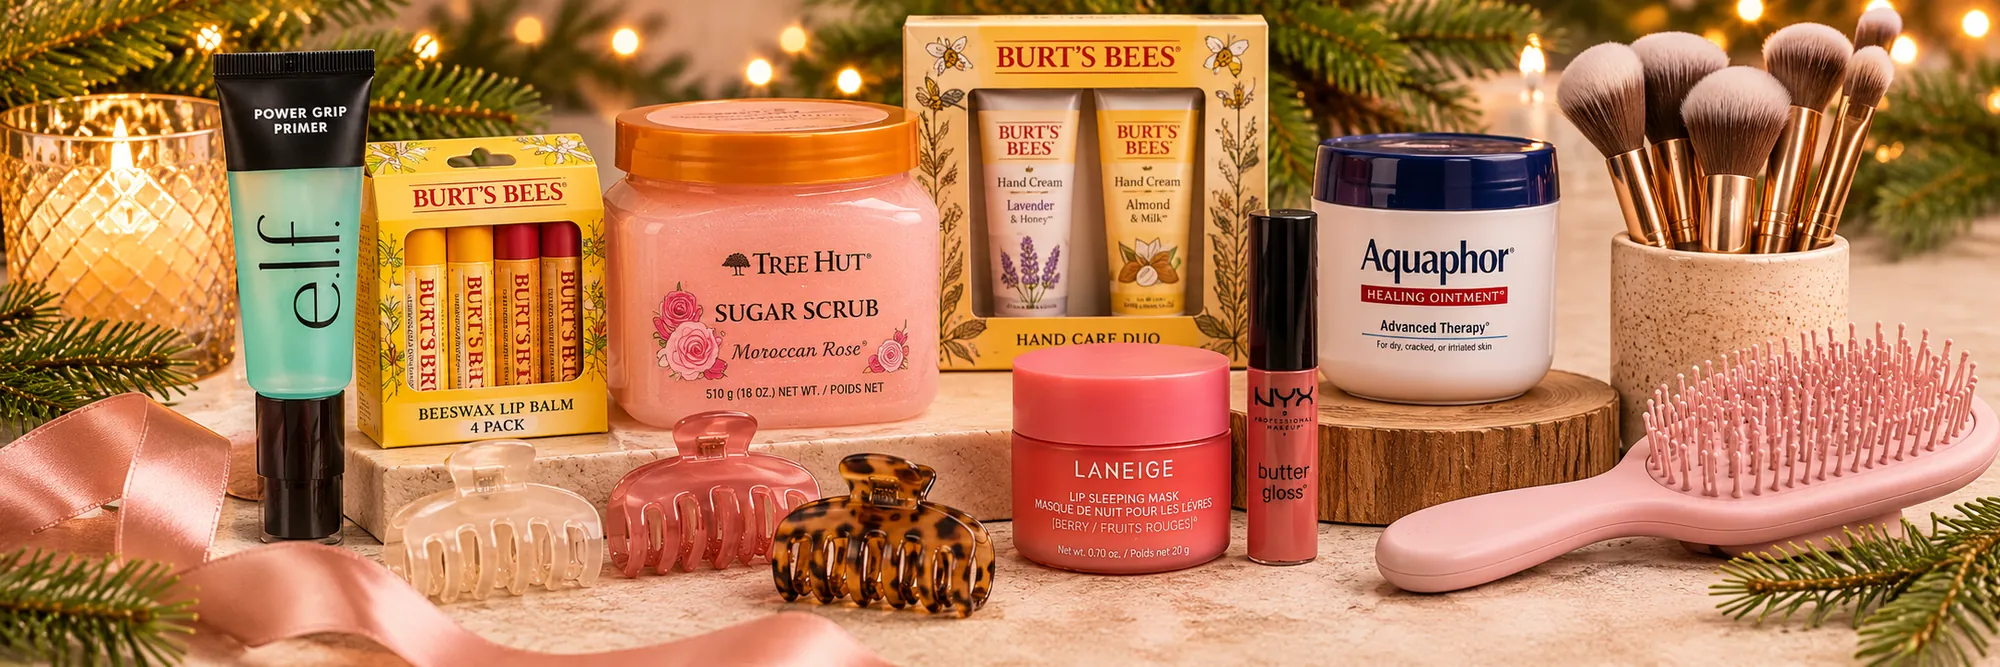 POWER GRIP
PRIMER
e.l.f.
BURT'S BEES®
BURT'S B
BURT'S B
BURT'S B
BURT'S B
BEESWAX LIP BALM
4 PACK
TREE HUT®
SUGAR SCRUB
Moroccan Rose®
510 g (18 OZ.) NET WT. / POIDS NET
BURT'S BEES®
BURT'S
BEES
Hand Cream
Lavender
& Honey
BURT'S
BEES
Hand Cream
Almond
& Milk
HAND CARE DUO
LANEIGE
LIP SLEEPING MASK
MASQUE DE NUIT POUR LES LÈVRES
[BERRY / FRUITS ROUGES]®
Net wt. 0.70 oz. / Poids net 20 g
NYX
PROFESSIONAL
MAKEUP
butter
gloss
Aquaphor®
HEALING OINTMENT®
Advanced Therapy®
For dry, cracked, or irritated skin